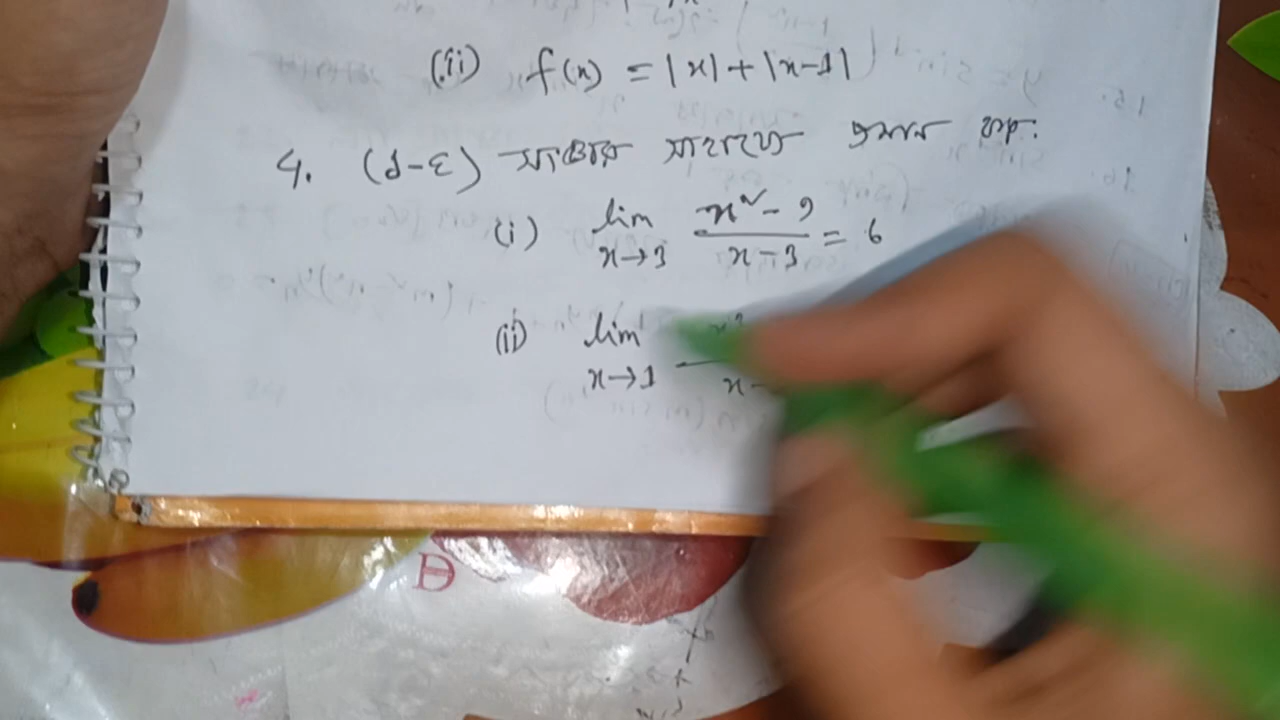 (ii) f(x) = |x| + |x-1|
4. (d-ε) সংজ্ঞার সাহায্যে প্রমাণ কর:
(i) lim x→3 x² - 9 / x - 3 = 6
(ii) lim x→1